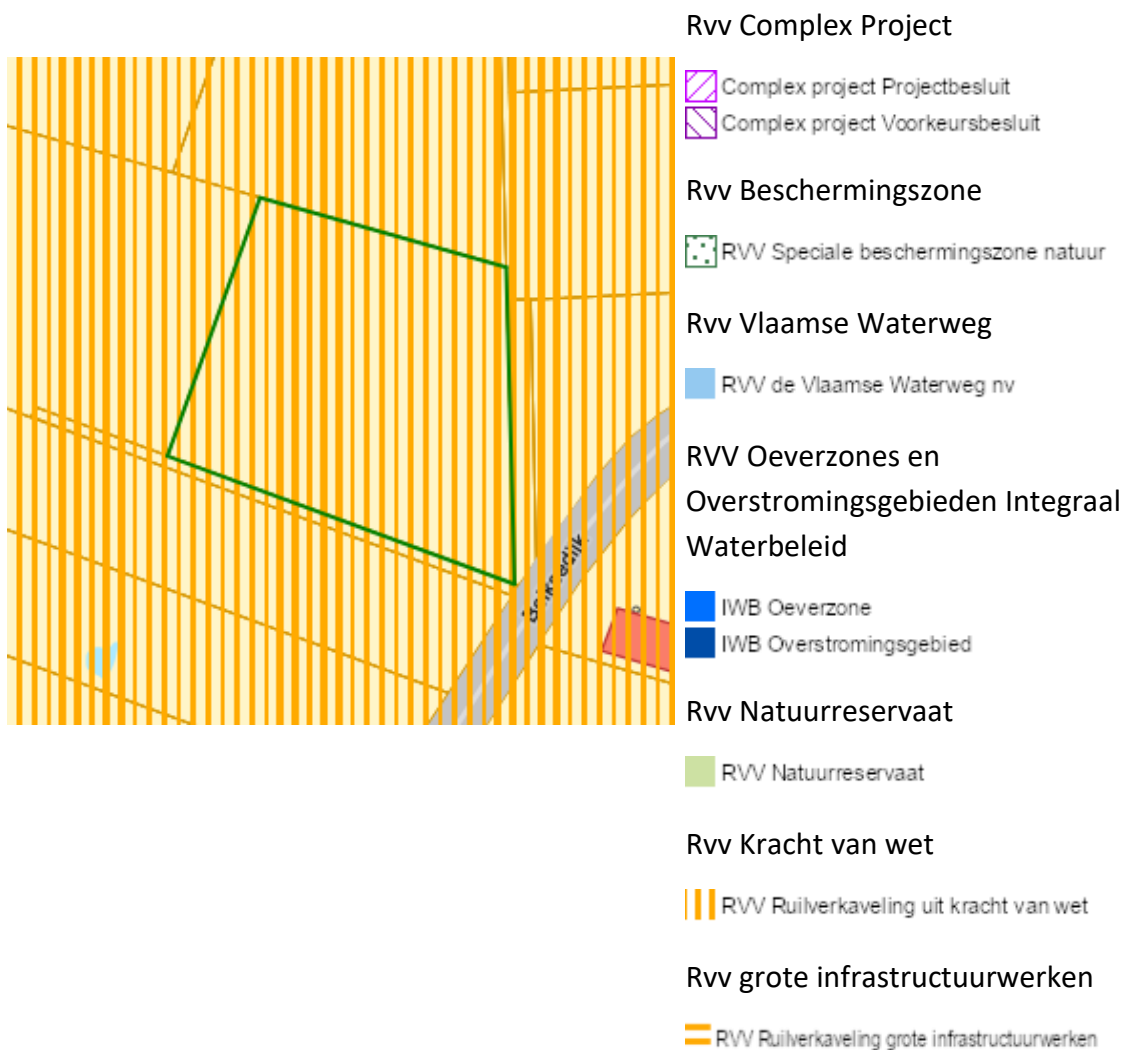 Rvv Complex Project
Complex project Projectbesluit
Complex project Voorkeursbesluit
Rvv Beschermingszone
RVV Speciale beschermingszone natuur
Rvv Vlaamse Waterweg
RVV de Vlaamse Waterweg nv
RVV Oeverzones en
Overstromingsgebieden Integraal
Waterbeleid
IWB Oeverzone
IWB Overstromingsgebied
Rvv Natuurreservaat
RVV Natuurreservaat
Rvv Kracht van wet
RVV Ruilverkaveling uit kracht van wet
Rvv grote infrastructuurwerken
RVV Ruilverkaveling grote infrastructuurwerken